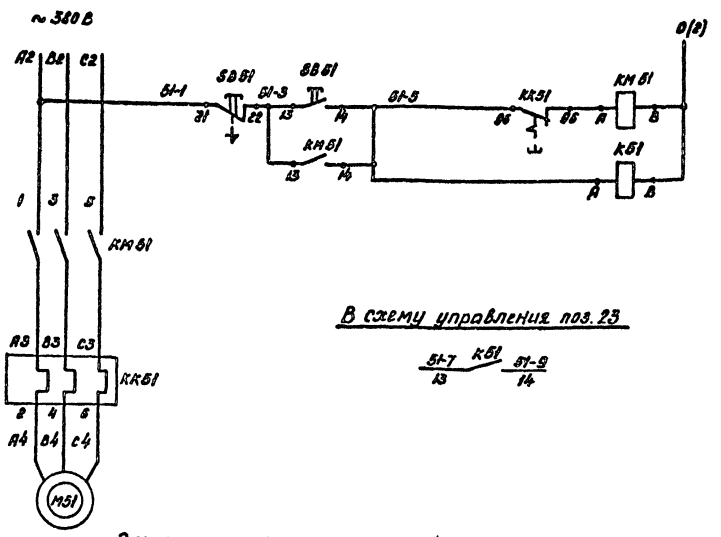 ~ 380 В
А2 В2 С2
51-1
SB 51
51-3
SB 51
51-5
КК51
КМ 51
0(2)
21
22
13
14
96
А
В
КМ 51
13
14
К51
А
В
1 3 5
КМ 51
А3 В3 С3
КК51
2 4 6
А4 В4 С4
М51
В схему управления поз. 23
51-7 К51 51-9
13 14